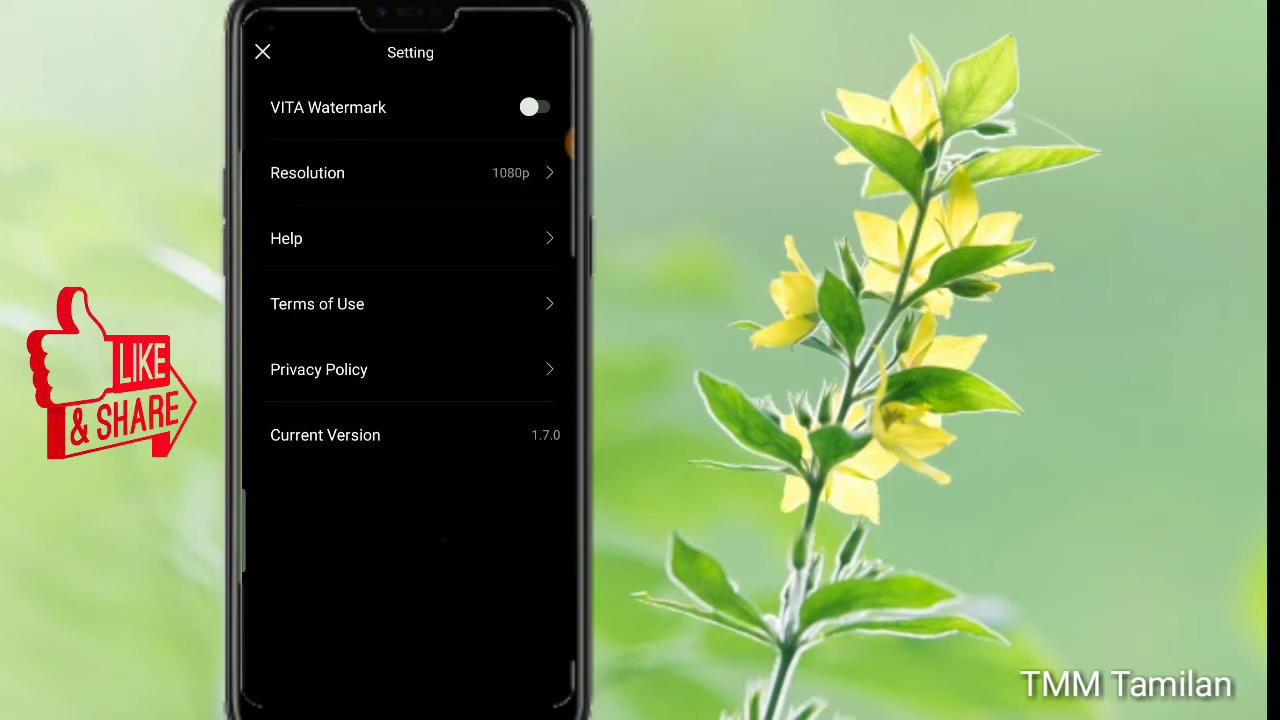 Setting
VITA Watermark
Resolution 1080p
Help
Terms of Use
Privacy Policy
Current Version 1.7.0
LIKE
& SHARE
TMM Tamilan